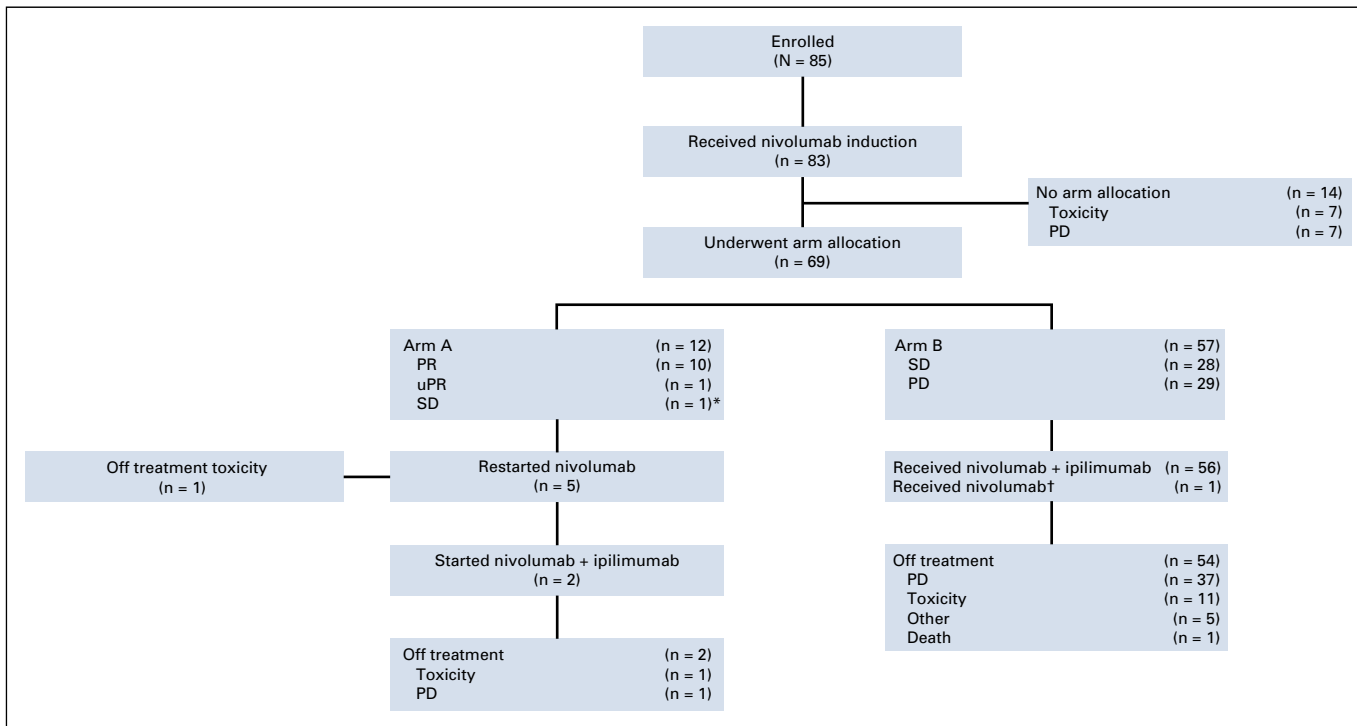 Enrolled
(N = 85)
Received nivolumab induction
(n = 83)
No arm allocation (n = 14)
Toxicity (n = 7)
PD (n = 7)
Underwent arm allocation
(n = 69)
Arm A (n = 12)
PR (n = 10)
uPR (n = 1)
SD (n = 1)*
Arm B (n = 57)
SD (n = 28)
PD (n = 29)
Off treatment toxicity
(n = 1)
Restarted nivolumab
(n = 5)
Received nivolumab + ipilimumab (n = 56)
Received nivolumab† (n = 1)
Started nivolumab + ipilimumab
(n = 2)
Off treatment (n = 54)
PD (n = 37)
Toxicity (n = 11)
Other (n = 5)
Death (n = 1)
Off treatment (n = 2)
Toxicity (n = 1)
PD (n = 1)